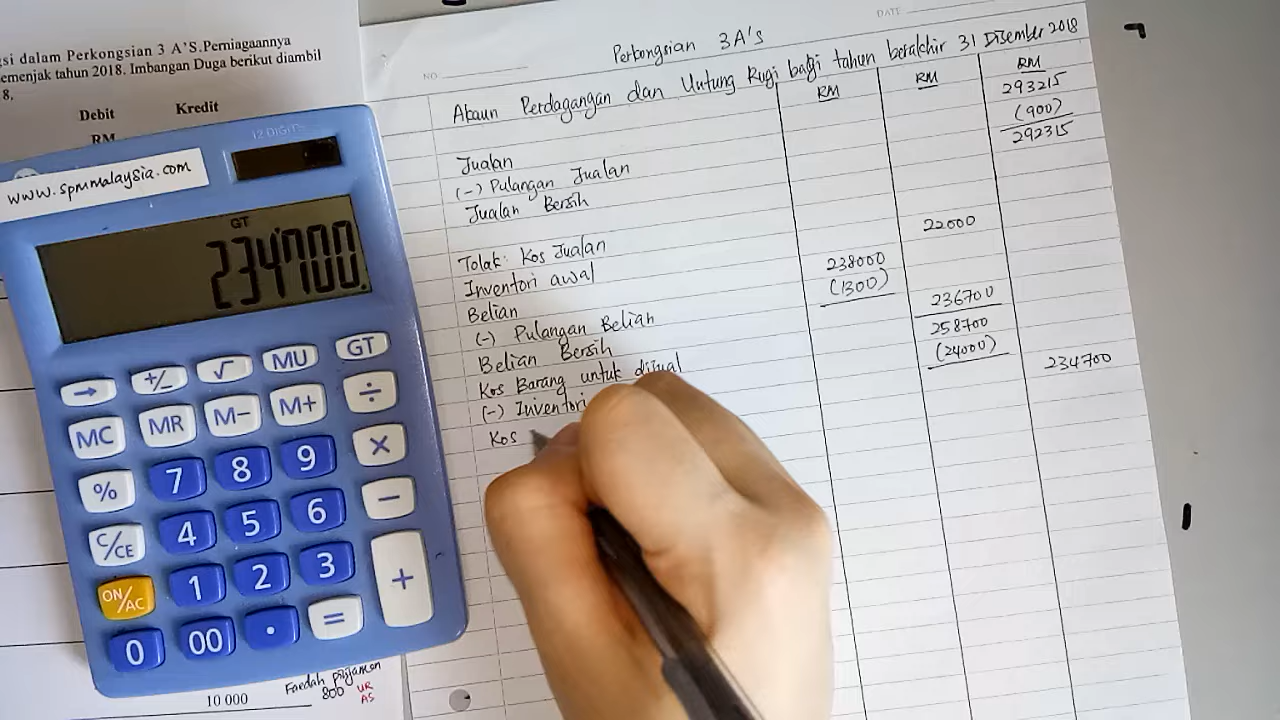 si dalam Perkongsian 3 A'S.Perniagaannya
emenjak tahun 2018. Imbangan Duga berikut diambil
8,
Debit Kredit
RM
12 DIGITS
www.spmmalaysia.com
GT
234'700.
→ +/- √ MU GT
MC MR M- M+ ÷
% 7 8 9 ×
C/CE 4 5 6 −
ON/AC 1 2 3 +
0 00 . =
10 000
Faedah pinjaman
800 UR
AS
NO
DATE
Perkongsian 3A's
Akaun Perdagangan dan Untung Rugi bagi tahun berakhir 31 Disember 2018
RM RM RM
Jualan 293215
(-) Pulangan Jualan (900)
Jualan Bersih 292315
Tolak: Kos Jualan
Inventori awal 22000
Belian 238000
(-) Pulangan Belian (1300)
Belian Bersih 236700
Kos Barang untuk dijual 258700
(-) Inventori (24000)
Kos 234700